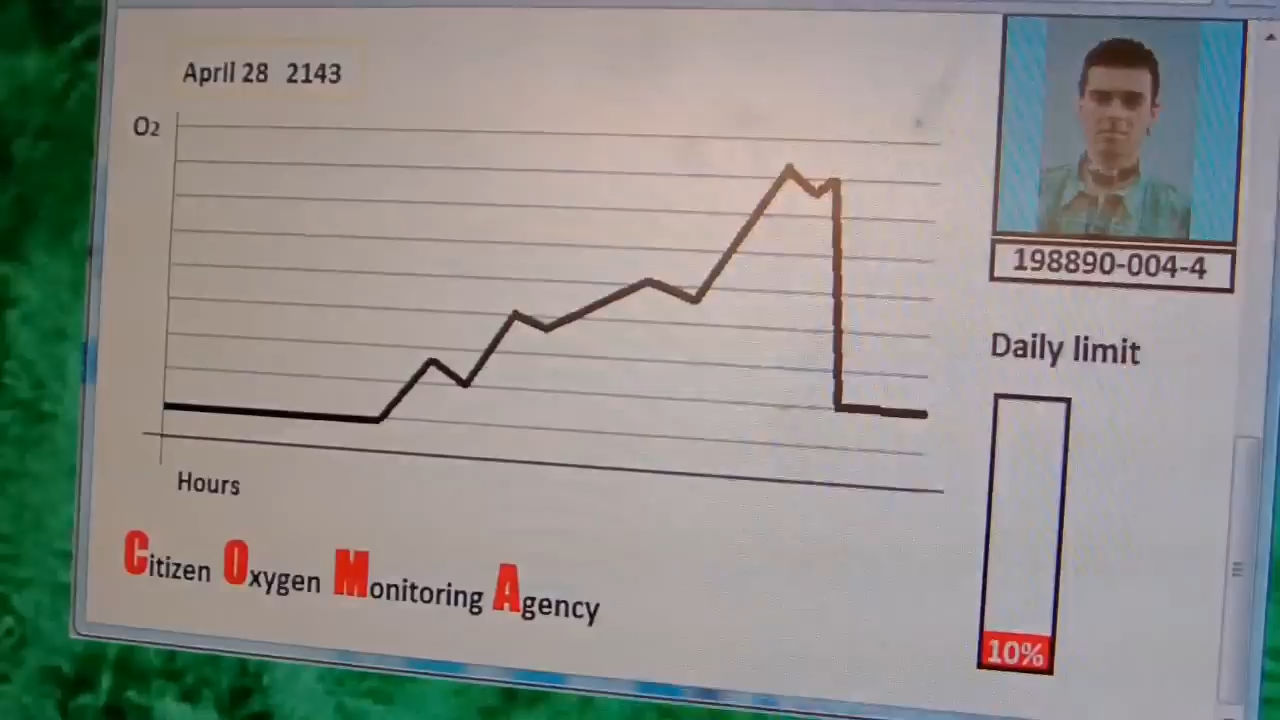 April 28 2143
O2
198890-004-4
Daily limit
Hours
Citizen Oxygen Monitoring Agency
10%